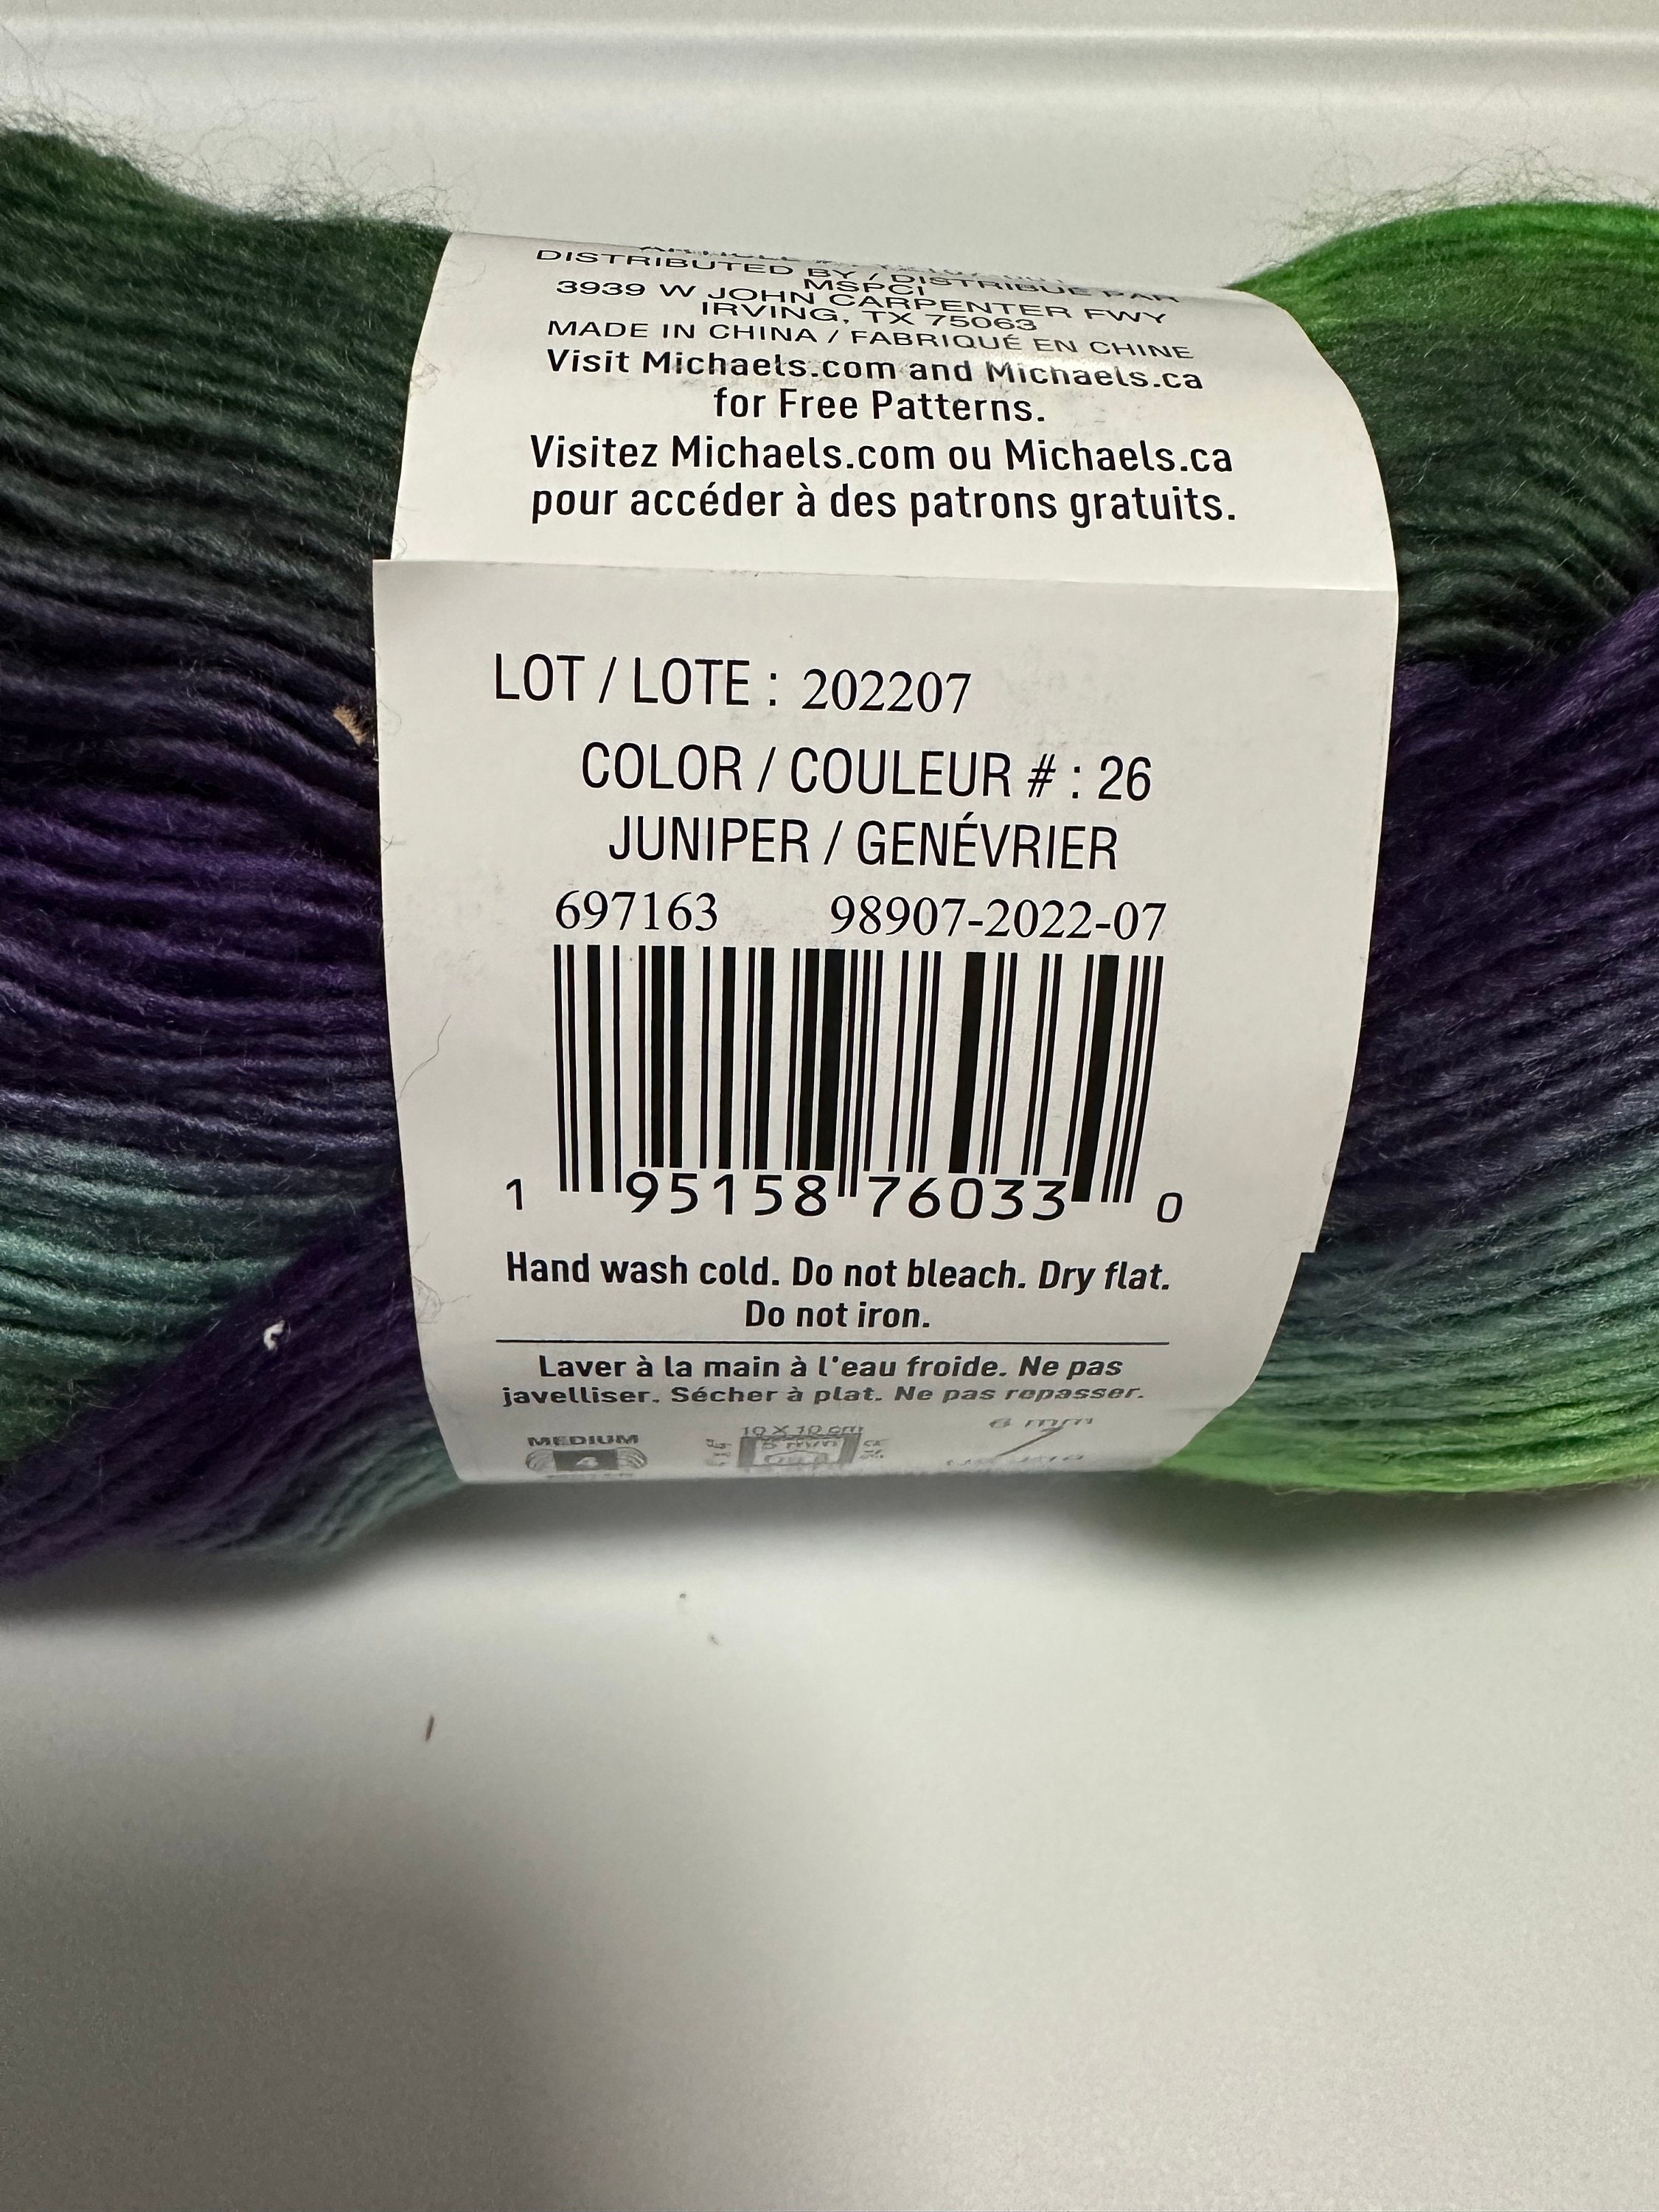 DISTRIBUTED BY / DISTRIBUÉ PAR
MSPCI
3939 W JOHN CARPENTER FWY
IRVING, TX 75063
MADE IN CHINA / FABRIQUÉ EN CHINE
Visit Michaels.com and Michaels.ca
for Free Patterns.
Visitez Michaels.com ou Michaels.ca
pour accéder à des patrons gratuits.
LOT / LOTE : 202207
COLOR / COULEUR # : 26
JUNIPER / GENÉVRIER
697163 98907-2022-07
1 95158 76033 0
Hand wash cold. Do not bleach. Dry flat.
Do not iron.
Laver à la main à l'eau froide. Ne pas
javelliser. Sécher à plat. Ne pas repasser.
MEDIUM 10 X 10 cm 6 mm
4 5 mm